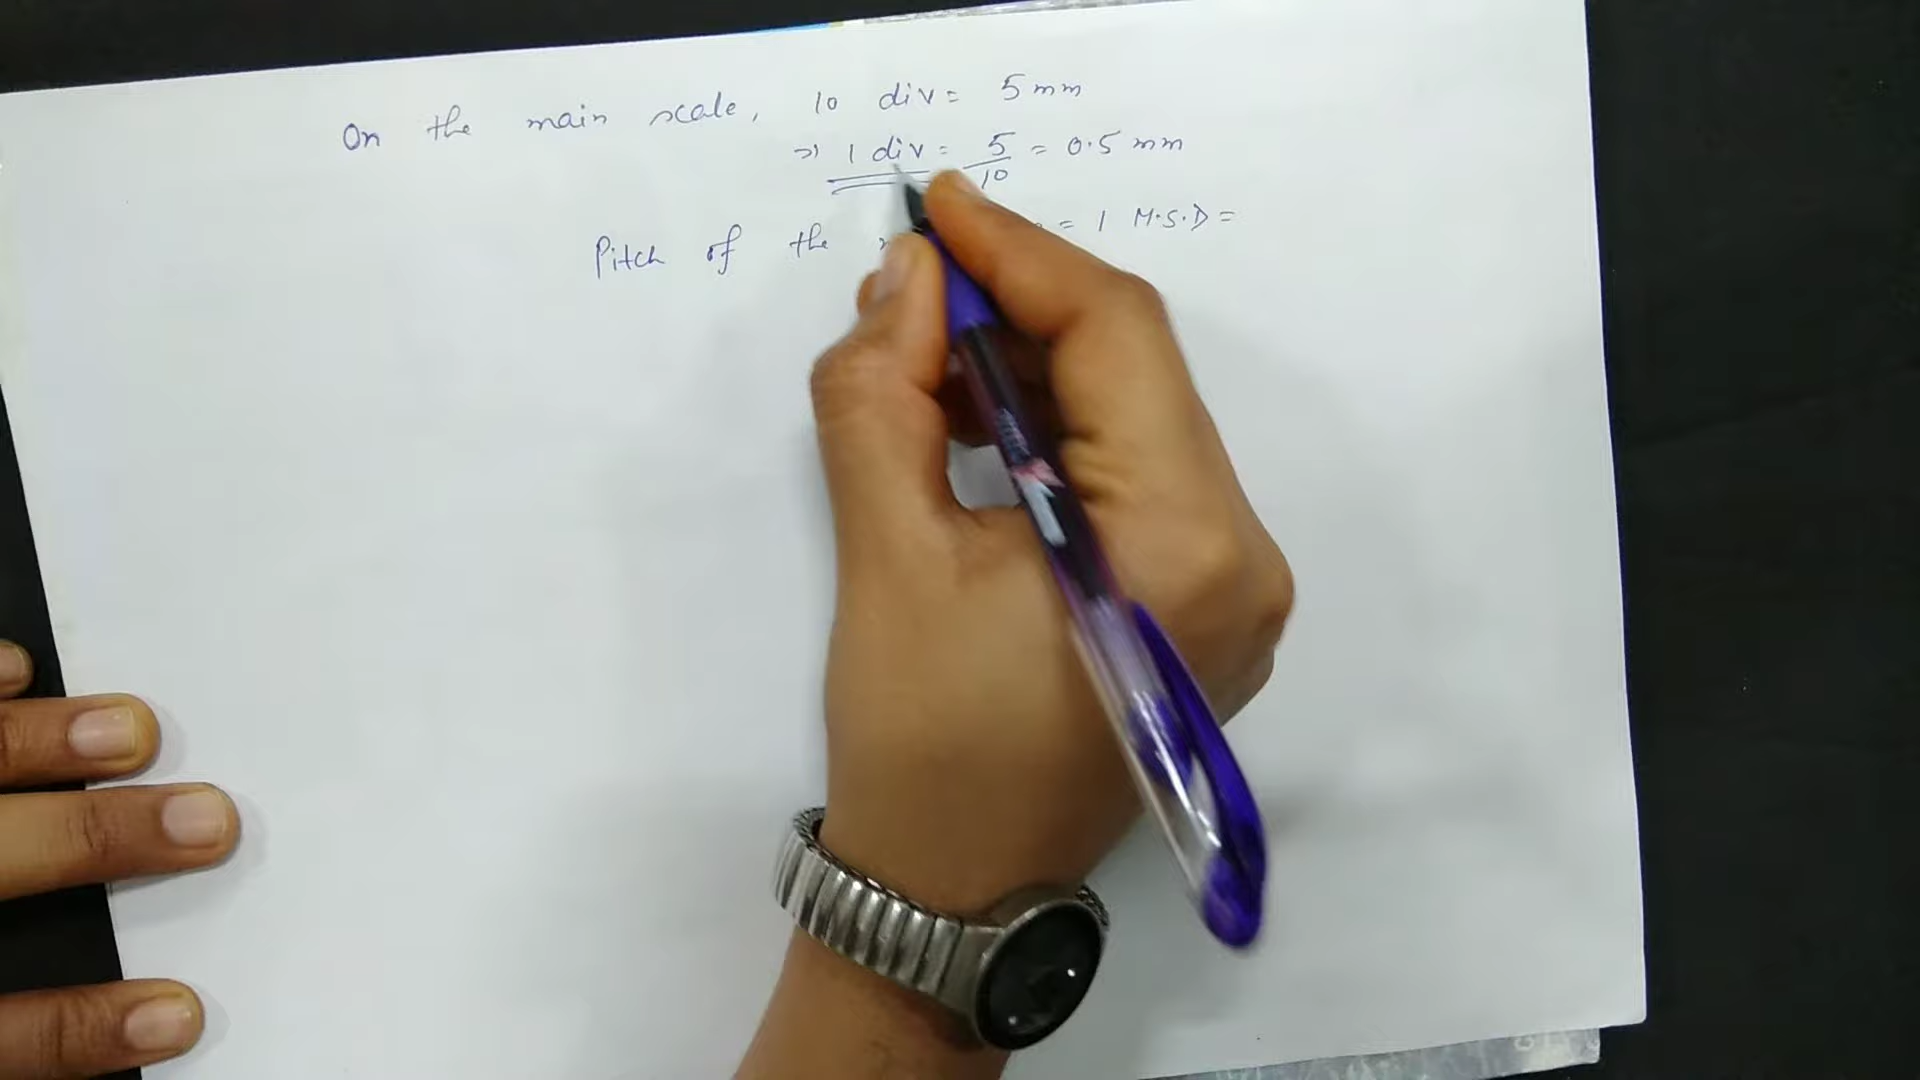 On the main scale, 10 div = 5 mm
⇒ 1 div = 5/10 = 0.5 mm
Pitch of the = 1 M.S.D =